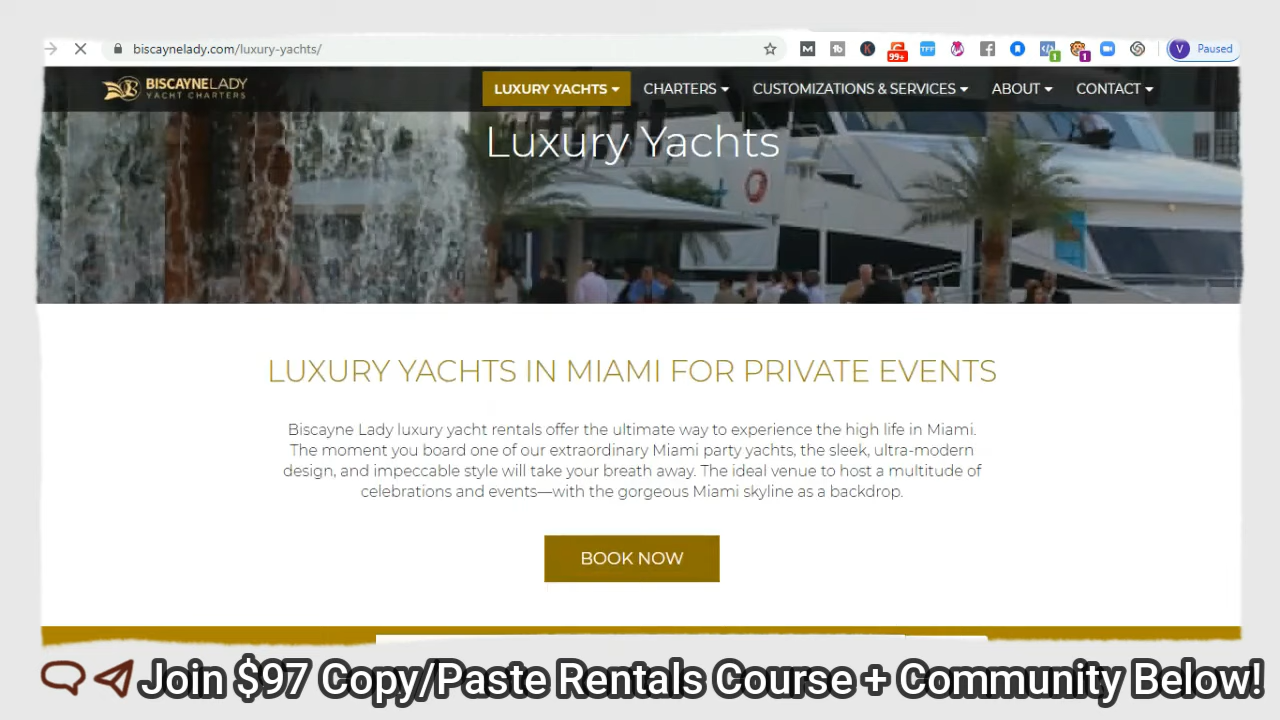 biscaynelady.com/luxury-yachts/
99+
1
1
V Paused
BISCAYNELADY
YACHT CHARTERS
LUXURY YACHTS
CHARTERS
CUSTOMIZATIONS & SERVICES
ABOUT
CONTACT
Luxury Yachts
LUXURY YACHTS IN MIAMI FOR PRIVATE EVENTS
Biscayne Lady luxury yacht rentals offer the ultimate way to experience the high life in Miami.
The moment you board one of our extraordinary Miami party yachts, the sleek, ultra-modern
design, and impeccable style will take your breath away. The ideal venue to host a multitude of
celebrations and events—with the gorgeous Miami skyline as a backdrop.
BOOK NOW
Join $97 Copy/Paste Rentals Course + Community Below!